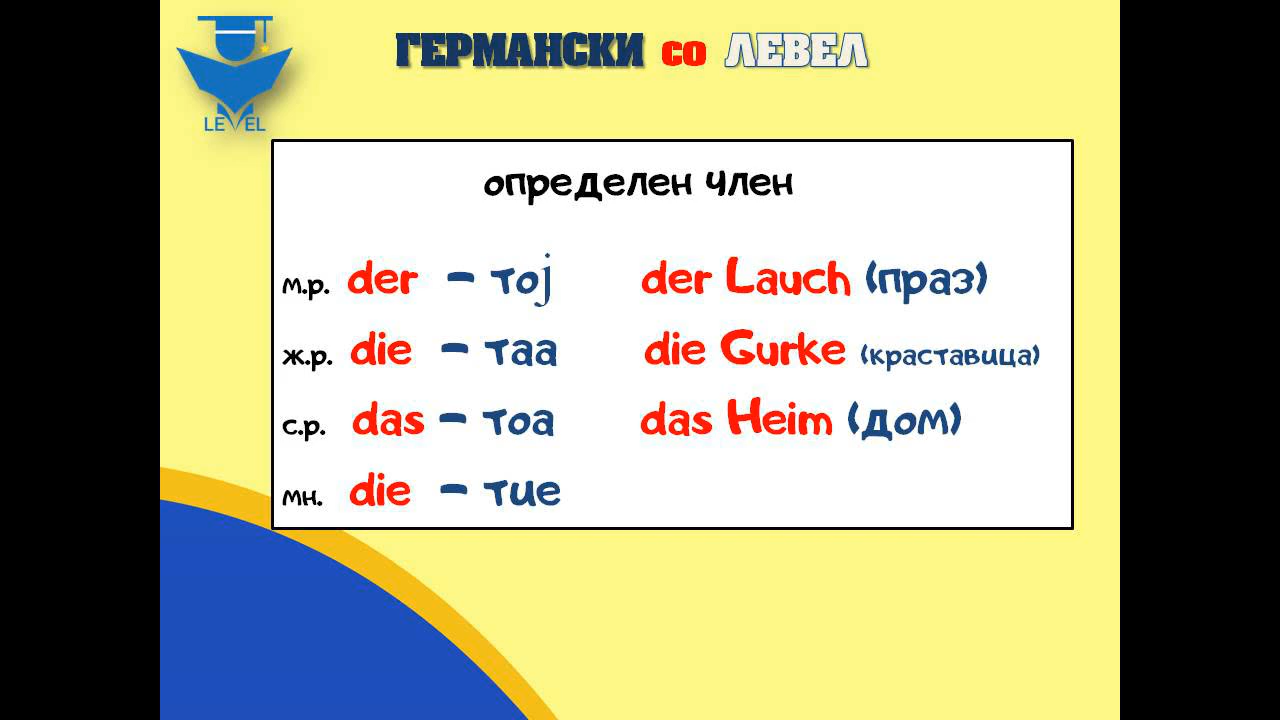 ГЕРМАНСКИ со ЛЕВЕЛ
LEVEL
определен член
м.р. der – тој der Lauch (праз)
ж.р. die – таа die Gurke (краставица)
с.р. das – тоа das Heim (дом)
мн. die – тие